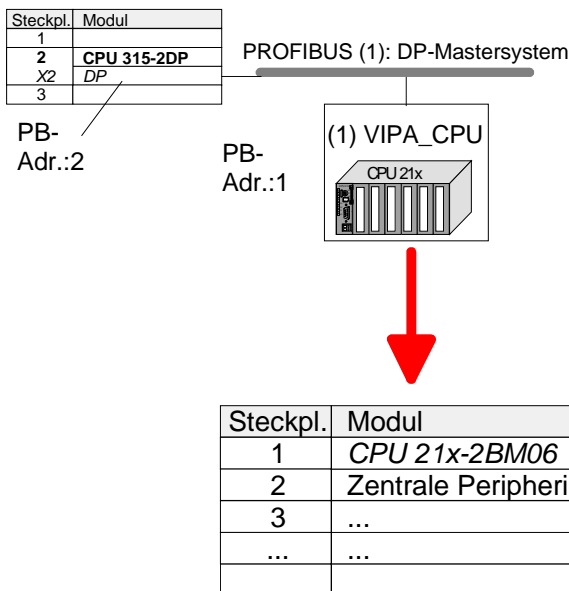 Steckpl. Modul
1
2 CPU 315-2DP
X2 DP
3
PROFIBUS (1): DP-Mastersystem
PB-
Adr.:2
PB-
Adr.:1
(1) VIPA_CPU
CPU 21x
Steckpl. Modul
1 CPU 21x-2BM06
2 Zentrale Peripheri
3 ...
... ...